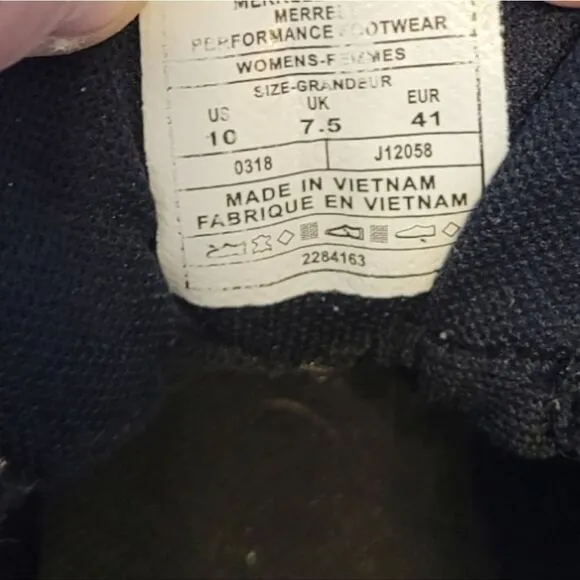 MERRE
PERFORMANCE FOOTWEAR
WOMENS-FEMMES
SIZE-GRANDEUR
US UK EUR
10 7.5 41
0318 J12058
MADE IN VIETNAM
FABRIQUE EN VIETNAM
2284163